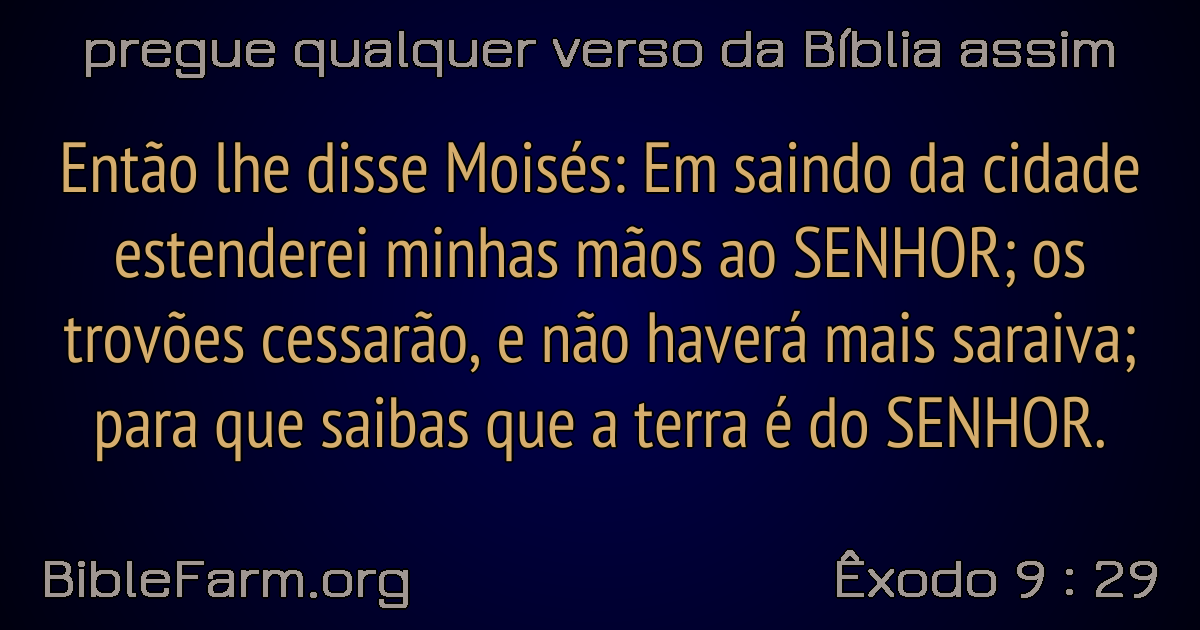 pregue qualquer verso da Bíblia assim
Então lhe disse Moisés: Em saindo da cidade
estenderei minhas mãos ao SENHOR; os
trovões cessarão, e não haverá mais saraiva;
para que saibas que a terra é do SENHOR.
BibleFarm.org
Êxodo 9 : 29